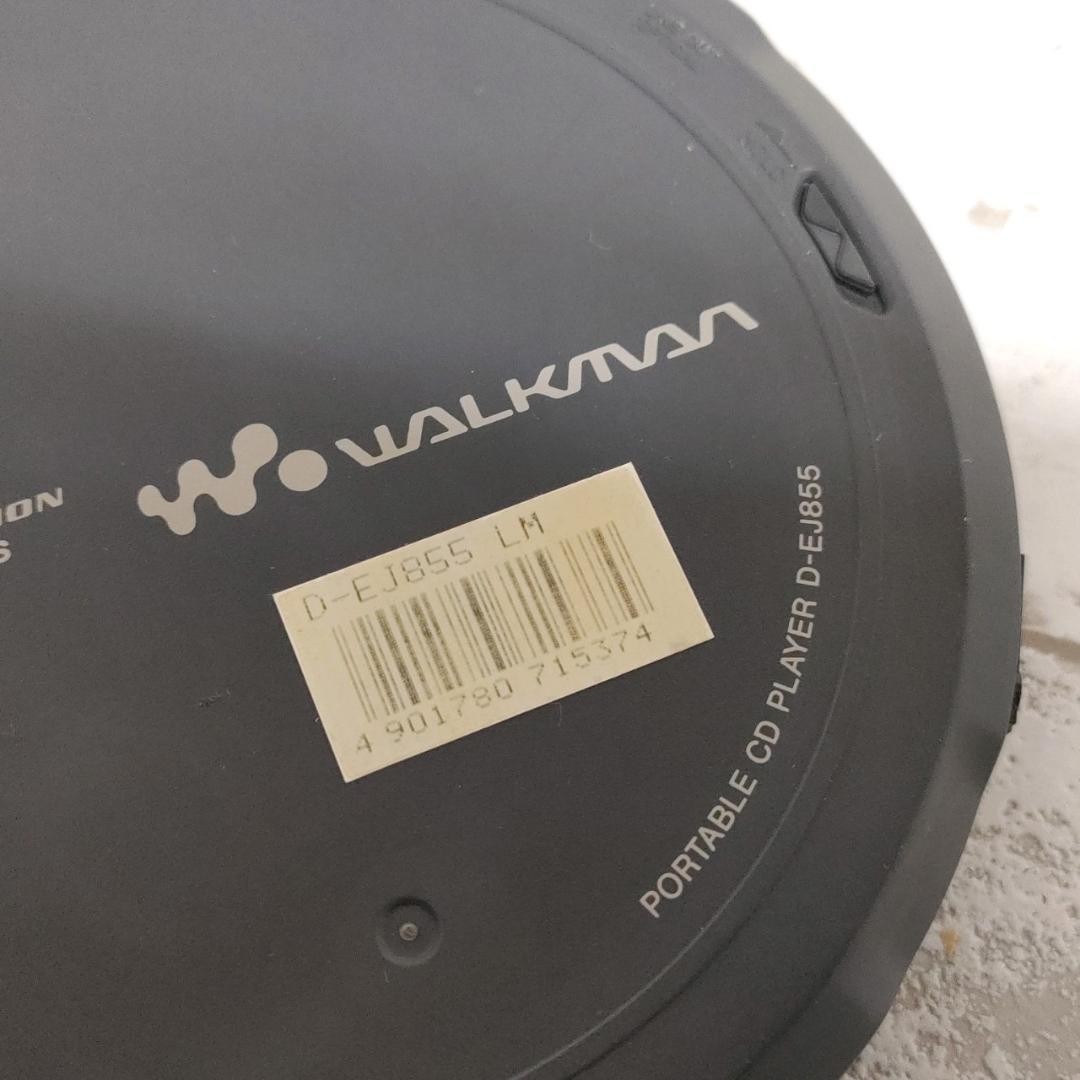 WALKMAN
D-EJ855 LM
4 901780 715374
PORTABLE CD PLAYER D-EJ855